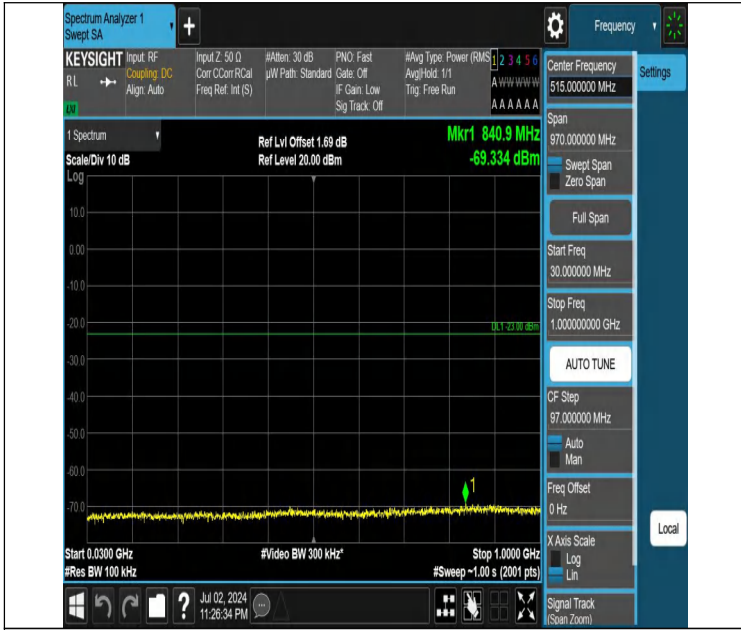 Spectrum Analyzer 1
Swept SA
+
Frequency
KEYSIGHT
RL
Input: RF
Coupling: DC
Align: Auto
Input Z: 50 Ω
Corr CCorr RCal
Freq Ref: Int (S)
#Atten: 30 dB
µW Path: Standard
PNO: Fast
Gate: Off
IF Gain: Low
Sig Track: Off
#Avg Type: Power (RMS
Avg|Hold: 1/1
Trig: Free Run
1 2 3 4 5 6
A W W W W W
A A A A A A
1 Spectrum
Scale/Div 10 dB
Log
Ref Lvl Offset 1.69 dB
Ref Level 20.00 dBm
Mkr1 840.9 MHz
-69.334 dBm
10.0
0.00
-10.0
-20.0
DL1 -23.00 dBm
-30.0
-40.0
-50.0
-60.0
1
-70.0
Start 0.0300 GHz
#Res BW 100 kHz
#Video BW 300 kHz*
Stop 1.0000 GHz
#Sweep ~1.00 s (2001 pts)
Jul 02, 2024
11:26:34 PM
?
Center Frequency
515.000000 MHz
Settings
Span
970.000000 MHz
Swept Span
Zero Span
Full Span
Start Freq
30.000000 MHz
Stop Freq
1.000000000 GHz
AUTO TUNE
CF Step
97.000000 MHz
Auto
Man
Freq Offset
0 Hz
Local
X Axis Scale
Log
Lin
Signal Track
(Span Zoom)